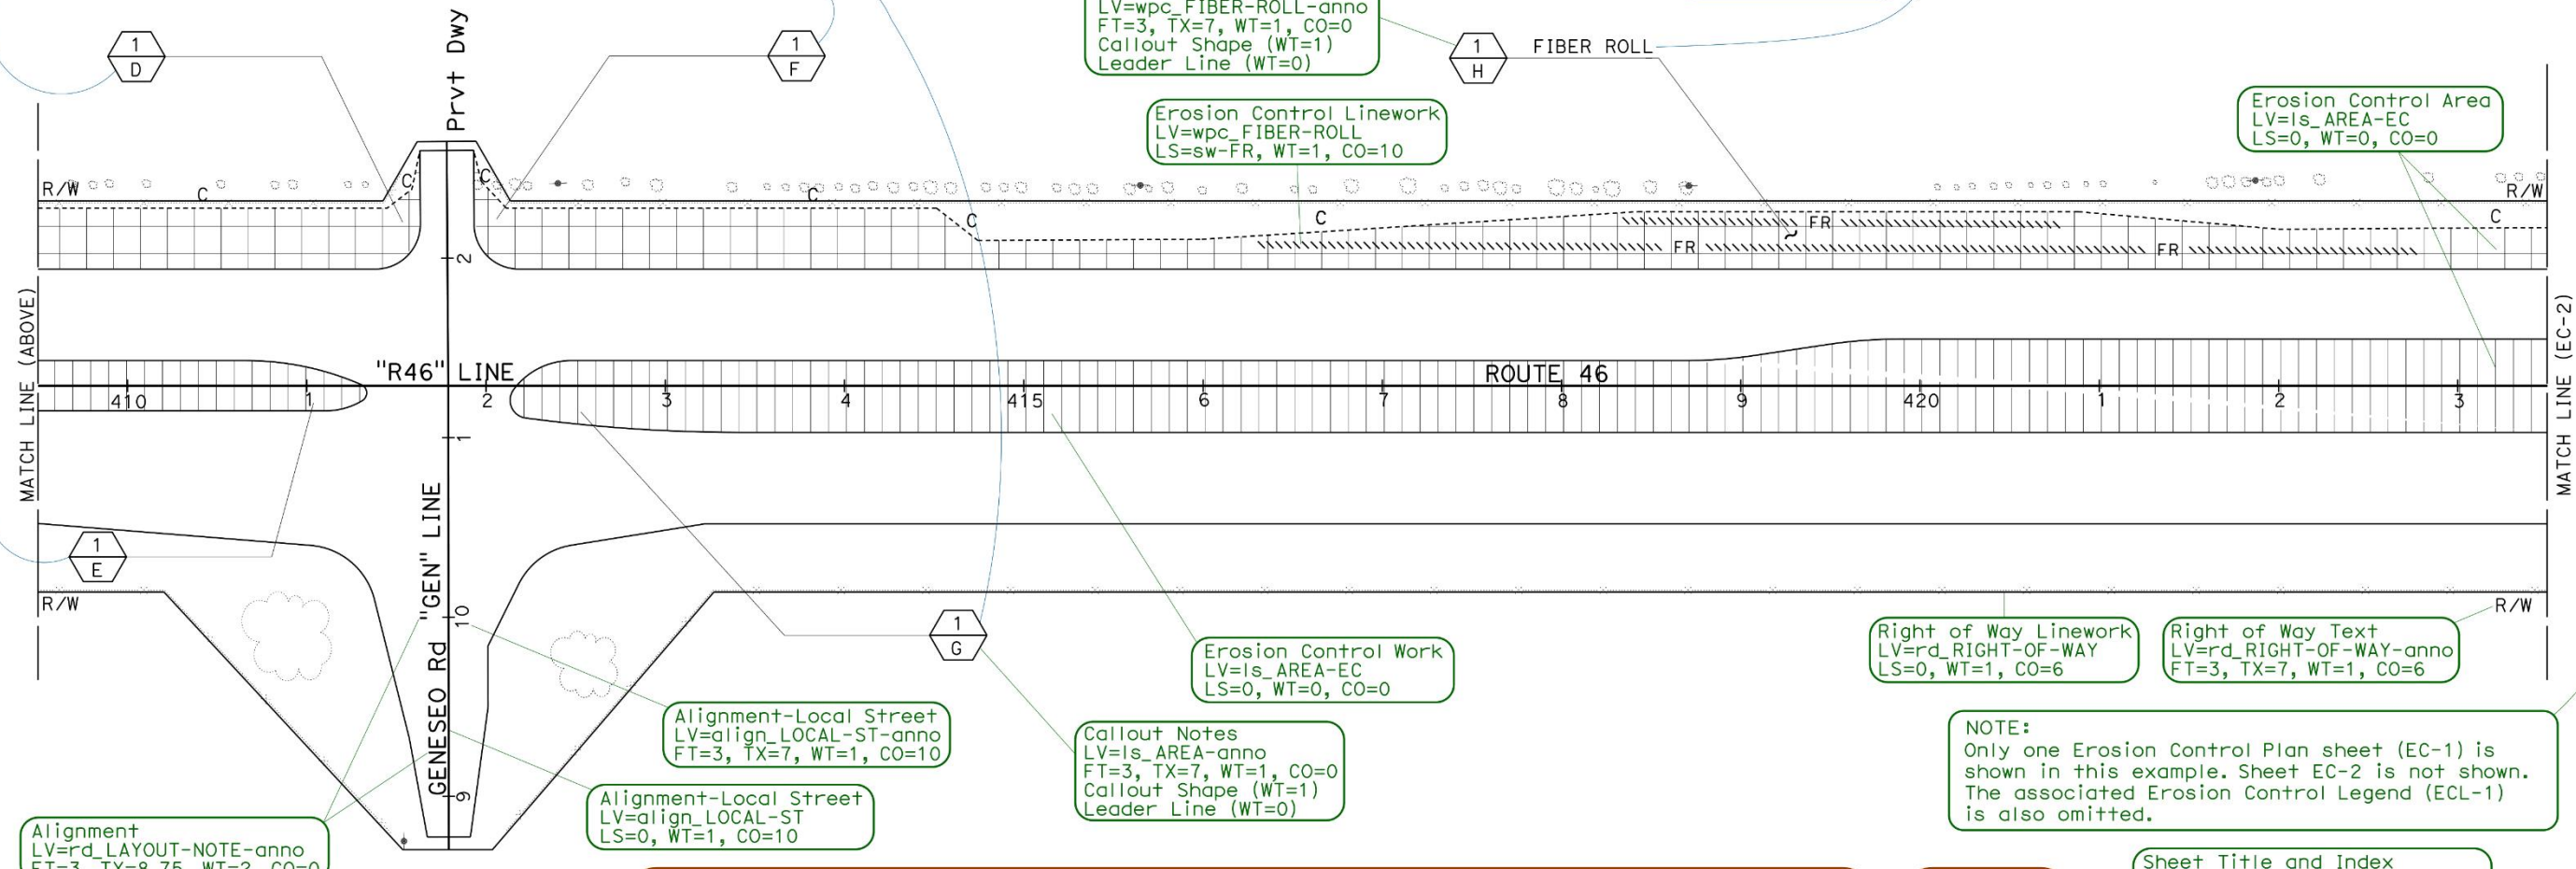 LV=wpc_FIBER-ROLL-anno
FT=3, TX=7, WT=1, CO=0
Callout Shape (WT=1)
Leader Line (WT=0)
1
D
Prvt Dwy
1
F
1
H
FIBER ROLL
Erosion Control Linework
LV=wpc_FIBER-ROLL
LS=sw-FR, WT=1, CO=10
Erosion Control Area
LV=ls_AREA-EC
LS=0, WT=0, CO=0
R/W
C
C
C
C
C
C
FR
R/W
C
FR
FR
2
MATCH LINE (ABOVE)
"R46" LINE
ROUTE 46
410
1
2
3
4
415
6
7
8
9
420
1
2
3
MATCH LINE (EC-2)
1
1
E
R/W
"GEN" LINE
10
GENESEO Rd
9
1
G
R/W
Erosion Control Work
LV=ls_AREA-EC
LS=0, WT=0, CO=0
Right of Way Linework
LV=rd_RIGHT-OF-WAY
LS=0, WT=1, CO=6
Right of Way Text
LV=rd_RIGHT-OF-WAY-anno
FT=3, TX=7, WT=1, CO=6
Alignment-Local Street
LV=align_LOCAL-ST-anno
FT=3, TX=7, WT=1, CO=10
Callout Notes
LV=ls_AREA-anno
FT=3, TX=7, WT=1, CO=0
Callout Shape (WT=1)
Leader Line (WT=0)
NOTE:
Only one Erosion Control Plan sheet (EC-1) is
shown in this example. Sheet EC-2 is not shown.
The associated Erosion Control Legend (ECL-1)
is also omitted.
Alignment-Local Street
LV=align_LOCAL-ST
LS=0, WT=1, CO=10
Alignment
LV=rd_LAYOUT-NOTE-anno
FT=3, TX=8.75, WT=2, CO=0
Sheet Title and Index